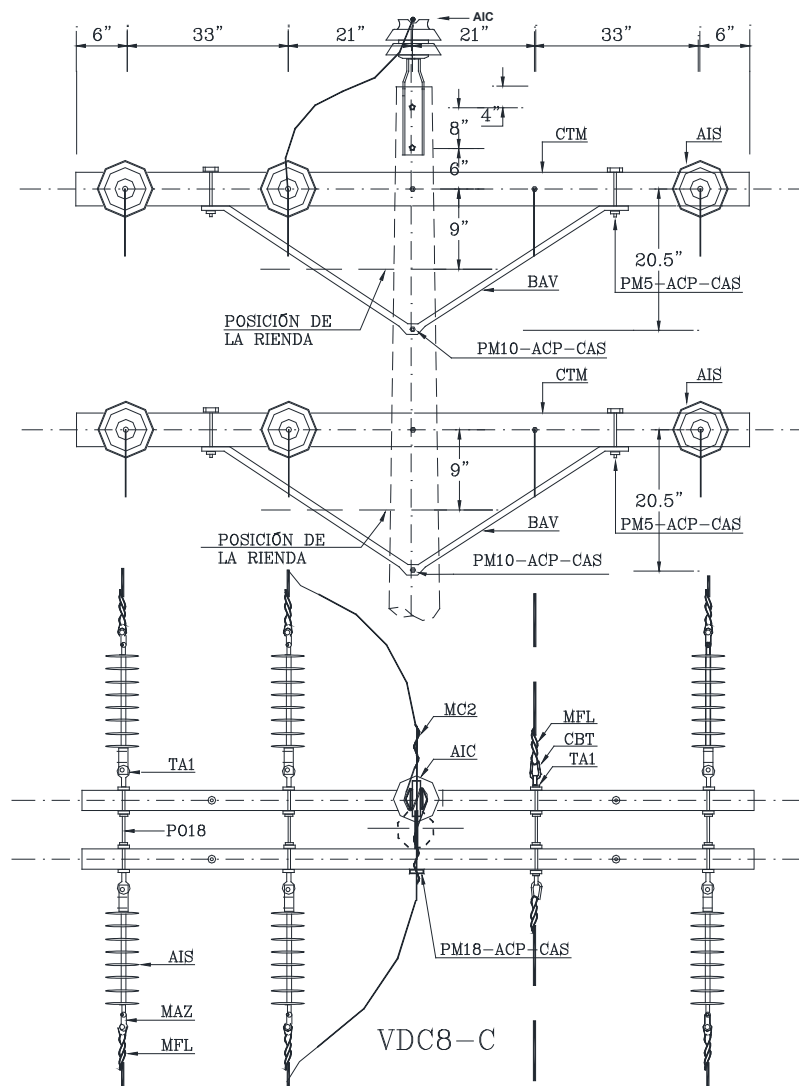 AIC
6” 33” 21” 21” 33” 6”
4”
8”
6”
CTM
AIS
9”
20.5”
BAV
PM5-ACP-CAS
POSICIÓN DE
LA RIENDA
PM10-ACP-CAS
CTM
AIS
9”
20.5”
BAV
PM5-ACP-CAS
POSICIÓN DE
LA RIENDA
PM10-ACP-CAS
MC2
MFL
AIC
CBT
TA1
TA1
PO18
PM18-ACP-CAS
AIS
MAZ
MFL
VDC8-C